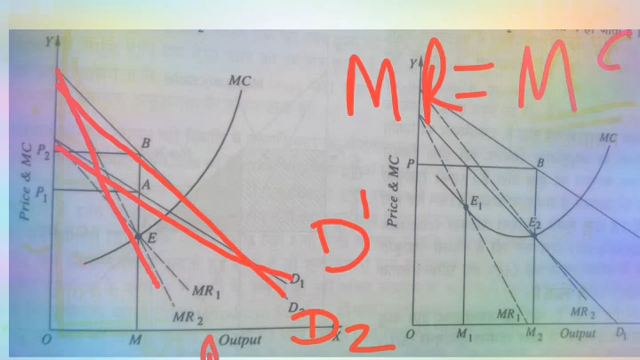 MR = MC
Y
MC
P₂
B
P₁
A
Price & MC
E
D'
D₁
D₂
MR₁
MR₂
D2
O
M
Output
X
Y
MC
P
B
Price & MC
E₁
E₂
MR₁
MR₂
O
M₁
M₂
Output
D₁